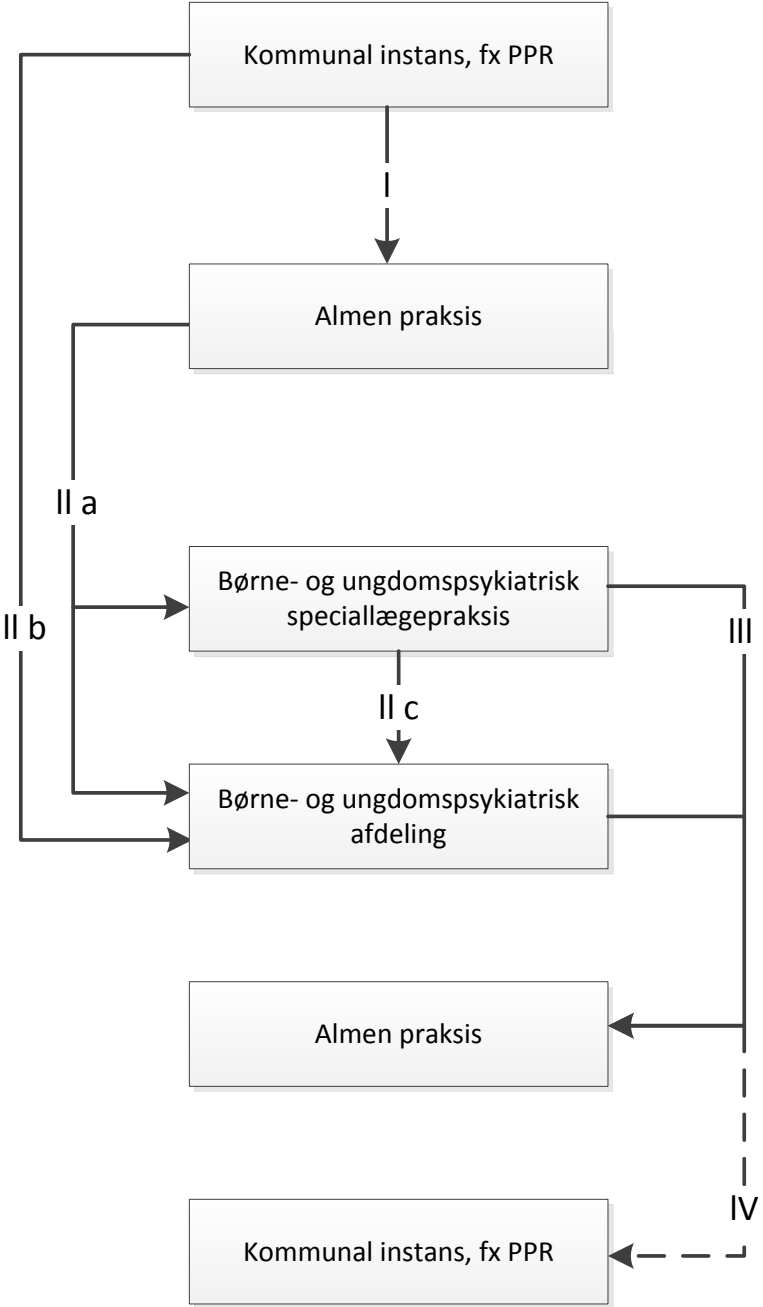 Kommunal instans, fx PPR
I
Almen praksis
II a
Børne- og ungdomspsykiatrisk
speciallægepraksis
II b
III
II c
Børne- og ungdomspsykiatrisk
afdeling
Almen praksis
IV
Kommunal instans, fx PPR